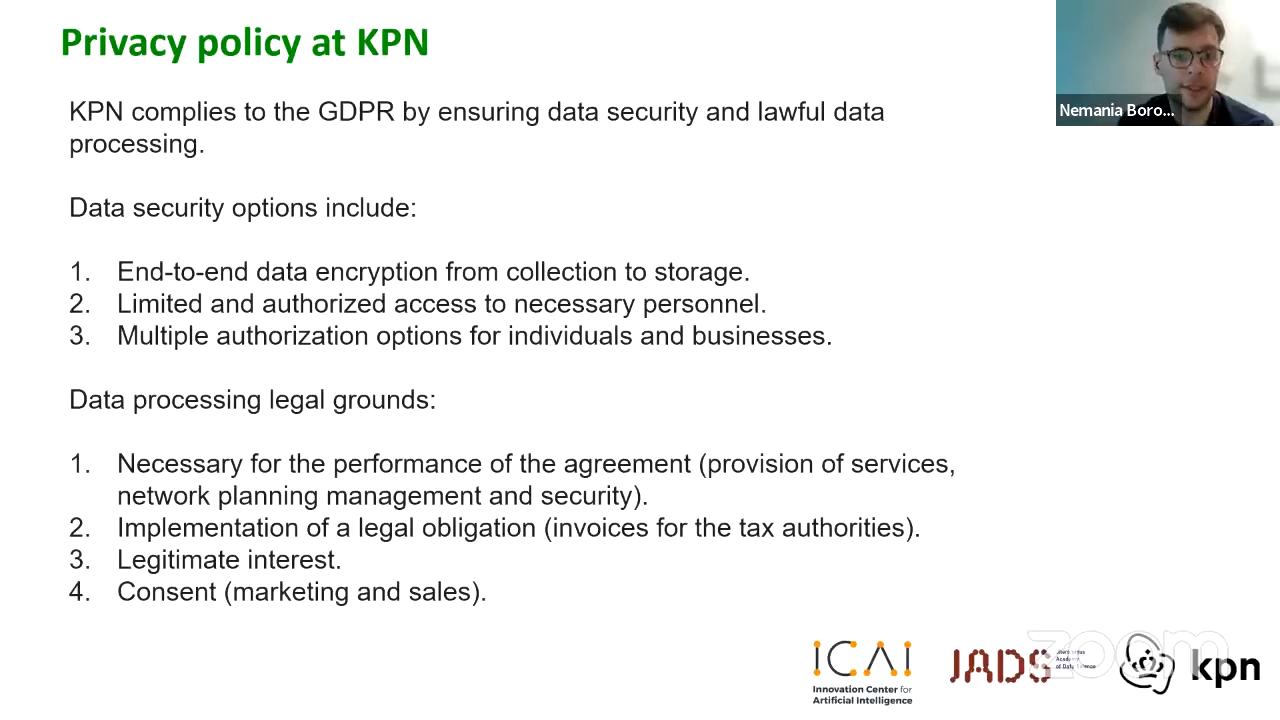 Privacy policy at KPN
Nemania Boro...
KPN complies to the GDPR by ensuring data security and lawful data
processing.
Data security options include:
1. End-to-end data encryption from collection to storage.
2. Limited and authorized access to necessary personnel.
3. Multiple authorization options for individuals and businesses.
Data processing legal grounds:
1. Necessary for the performance of the agreement (provision of services,
network planning management and security).
2. Implementation of a legal obligation (invoices for the tax authorities).
3. Legitimate interest.
4. Consent (marketing and sales).
ICAI
Innovation Center for
Artificial Intelligence
JADS
Academy
of Data
zoom
kpn